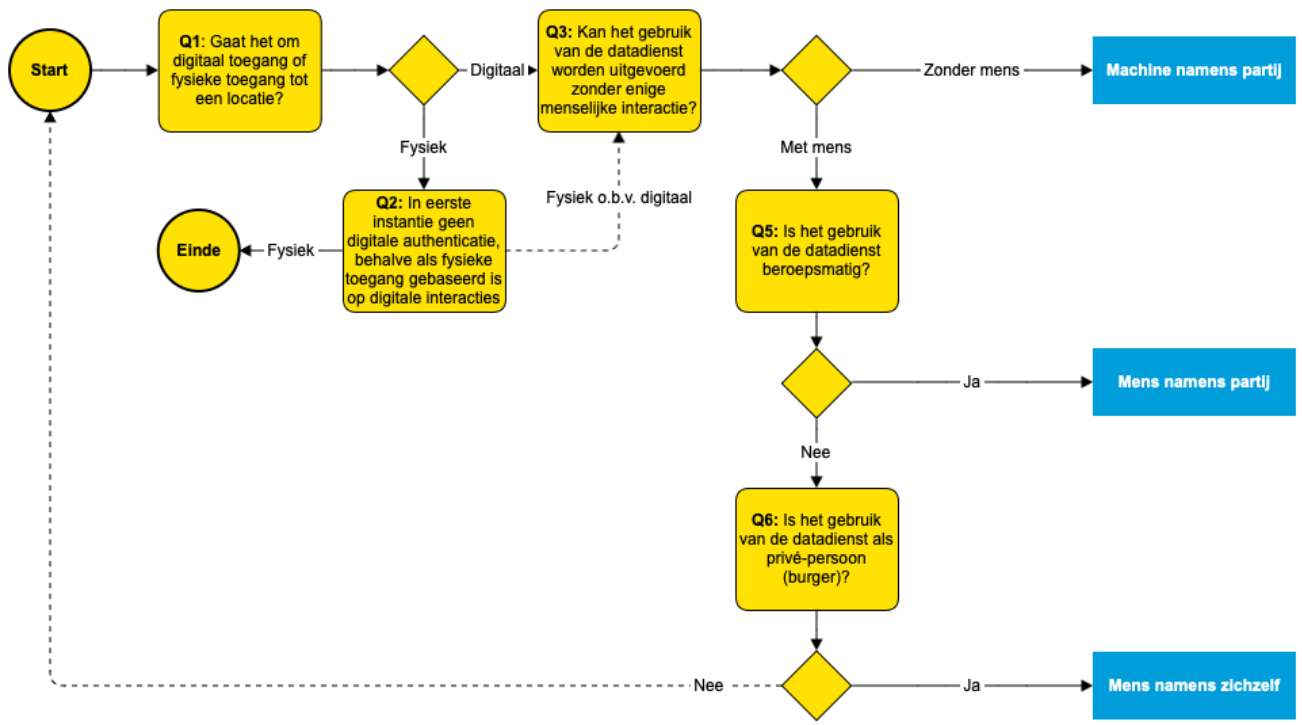 Start
Q1: Gaat het om
digitaal toegang of
fysieke toegang tot
een locatie?
Digitaal
Q3: Kan het gebruik
van de datadienst
worden uitgevoerd
zonder enige
menselijke interactie?
Zonder mens
Machine namens partij
Fysiek
Met mens
Fysiek o.b.v. digitaal
Einde
Fysiek
Q2: In eerste
instantie geen
digitale authenticatie,
behalve als fysieke
toegang gebaseerd is
op digitale interacties
Q5: Is het gebruik
van de datadienst
beroepsmatig?
Ja
Mens namens partij
Nee
Q6: Is het gebruik
van de datadienst als
privé-persoon
(burger)?
Nee
Ja
Mens namens zichzelf